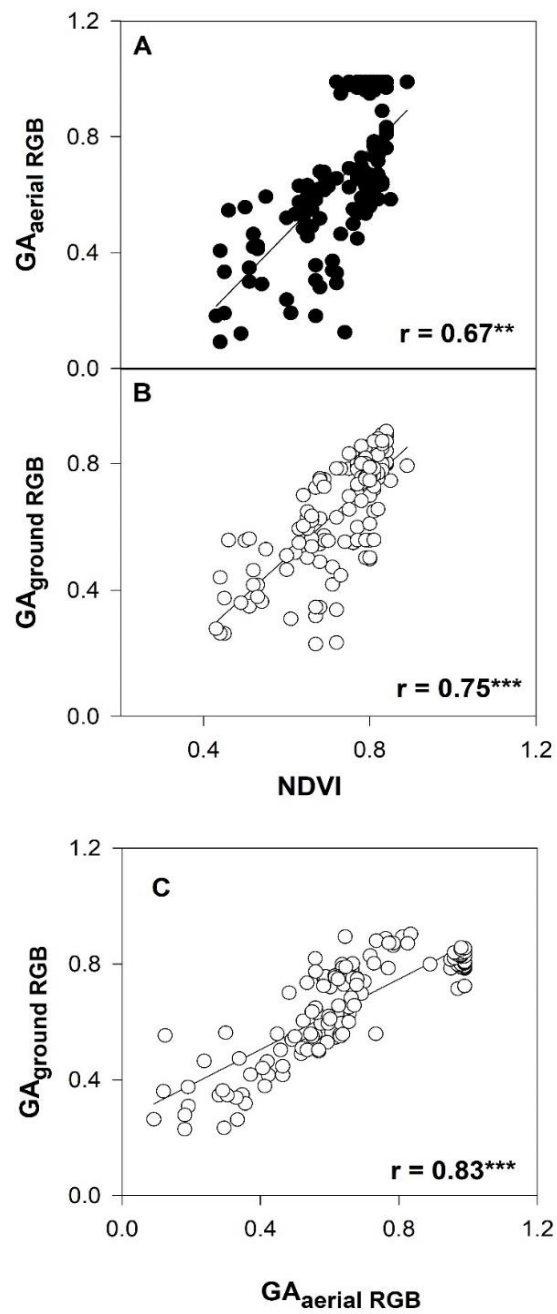 1.2
A
0.8
GAaerial RGB
0.4
r = 0.67**
0.0
B
0.8
GAground RGB
0.4
r = 0.75***
0.0
0.4 0.8 1.2
NDVI
1.2
C
0.8
GAground RGB
0.4
r = 0.83***
0.0
0.0 0.4 0.8 1.2
GAaerial RGB